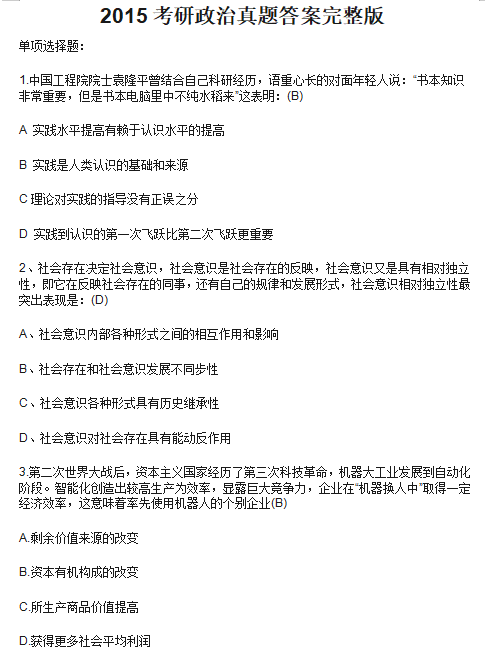 2015考研政治真题答案完整版
单项选择题：
1.中国工程院院士袁隆平曾结合自己科研经历，语重心长的对面年轻人说：“书本知识
非常重要，但是书本电脑里中不纯水稻来”这表明：(B)
A 实践水平提高有赖于认识水平的提高
B 实践是人类认识的基础和来源
C 理论对实践的指导没有正误之分
D 实践到认识的第一次飞跃比第二次飞跃更重要
2、社会存在决定社会意识，社会意识是社会存在的反映，社会意识又是具有相对独立
性，即它在反映社会存在的同事，还有自己的规律和发展形式，社会意识相对独立性最
突出表现是：(D)
A、社会意识内部各种形式之间的相互作用和影响
B、社会存在和社会意识发展不同步性
C、社会意识各种形式具有历史继承性
D、社会意识对社会存在具有能动反作用
3.第二次世界大战后，资本主义国家经历了第三次科技革命，机器大工业发展到自动化
阶段。智能化创造出较高生产为效率，显露巨大竞争力，企业在“机器换人中”取得一定
经济效率，这意味着率先使用机器人的个别企业(B)
A.剩余价值来源的改变
B.资本有机构成的改变
C.所生产商品价值提高
D.获得更多社会平均利润